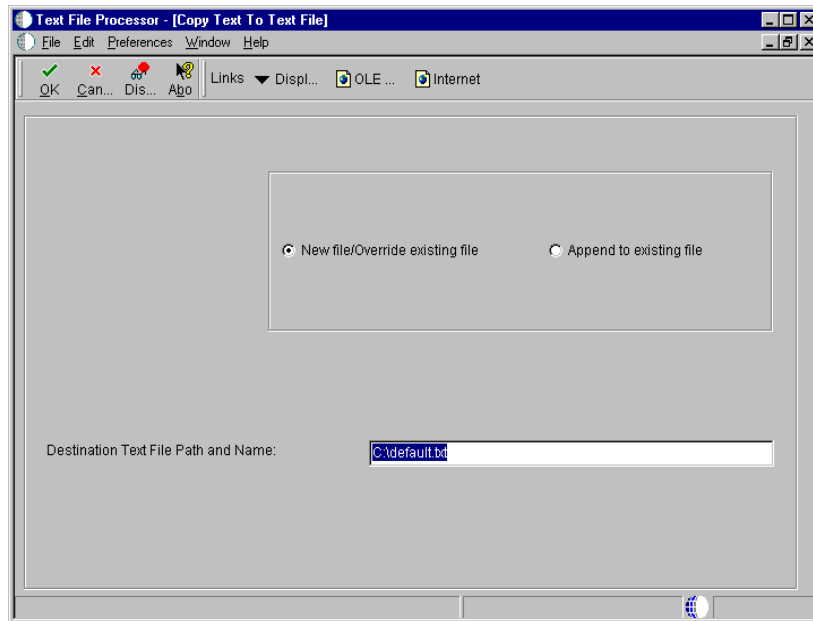 Text File Processor - [Copy Text To Text File]
File Edit Preferences Window Help
OK Can... Dis... Abo Links Displ... OLE ... Internet
New file/Override existing file Append to existing file
Destination Text File Path and Name: C:\default.txt